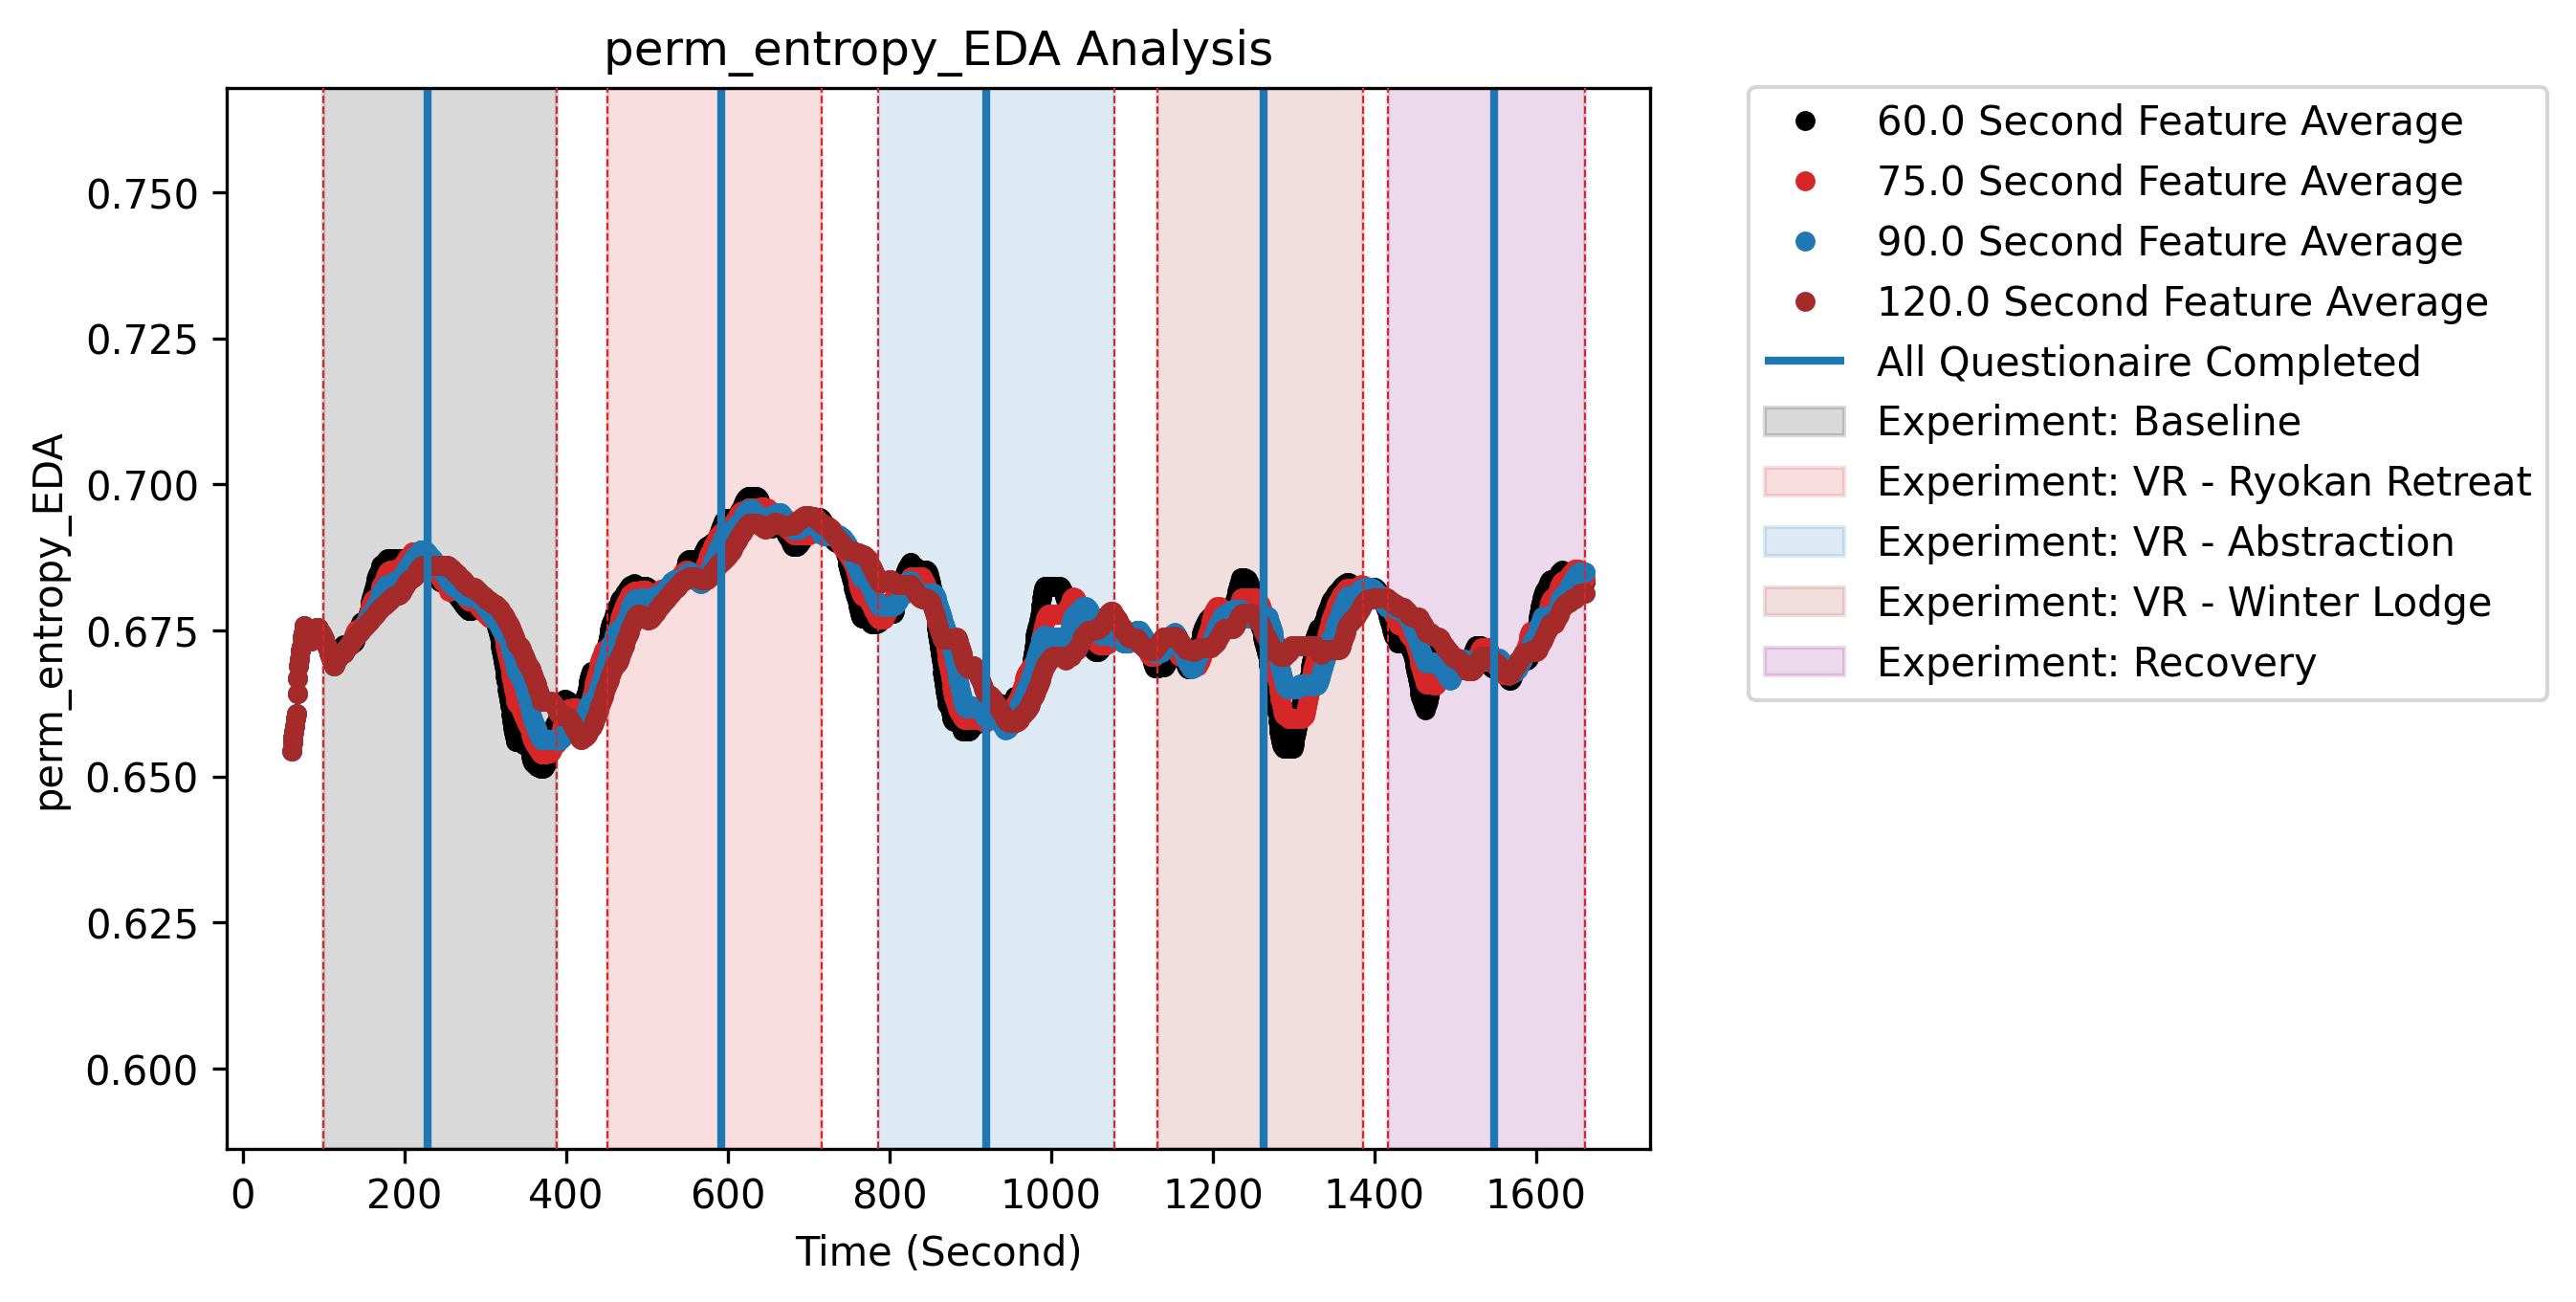 perm_entropy_EDA Analysis
perm_entropy_EDA
0.750
0.725
0.700
0.675
0.650
0.625
0.600
0 200 400 600 800 1000 1200 1400 1600
Time (Second)
60.0 Second Feature Average
75.0 Second Feature Average
90.0 Second Feature Average
120.0 Second Feature Average
All Questionaire Completed
Experiment: Baseline
Experiment: VR - Ryokan Retreat
Experiment: VR - Abstraction
Experiment: VR - Winter Lodge
Experiment: Recovery